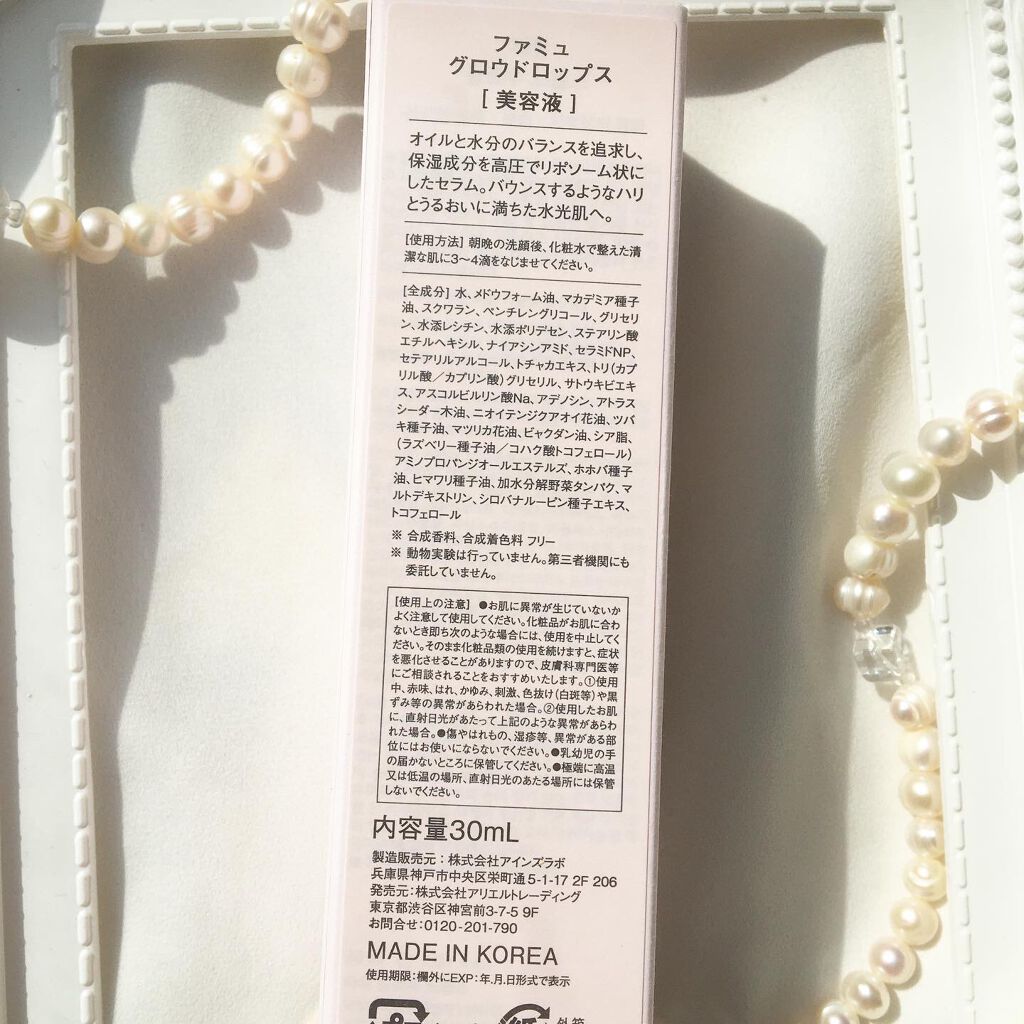 ファミュ
グロウドロップス
[ 美容液 ]
オイルと水分のバランスを追求し、
保湿成分を高圧でリポソーム状に
したセラム。バウンスするようなハリ
とうるおいに満ちた水光肌へ。
[使用方法] 朝晩の洗顔後、化粧水で整えた清
潔な肌に3〜4滴をなじませてください。
[全成分] 水、メドウフォーム油、マカデミア種子
油、スクワラン、ペンチレングリコール、グリセリ
ン、水添レシチン、水添ポリデセン、ステアリン酸
エチルヘキシル、ナイアシンアミド、セラミドNP、
セテアリルアルコール、トチャカエキス、トリ(カプ
リル酸/カプリン酸)グリセリル、サトウキビエキ
ス、アスコルビルリン酸Na、アデノシン、アトラス
シーダー木油、ニオイテンジクアオイ花油、ツバ
キ種子油、マツリカ花油、ビャクダン油、シア脂、
(ラズベリー種子油/コハク酸トコフェロール)
アミノプロパンジオールエステルズ、ホホバ種子
油、ヒマワリ種子油、加水分解野菜タンパク、マ
ルトデキストリン、シロバナルーピン種子エキス、
トコフェロール
※ 合成香料、合成着色料 フリー
※ 動物実験は行っていません。第三者機関にも
委託していません。
[使用上の注意] ●お肌に異常が生じていないか
よく注意して使用してください。化粧品がお肌に合わ
ないとき即ち次のような場合には、使用を中止してく
ださい。そのまま化粧品類の使用を続けますと、症状
を悪化させることがありますので、皮膚科専門医等
にご相談されることをおすすめいたします。①使用
中、赤味、はれ、かゆみ、刺激、色抜け(白斑等)や黒
ずみ等の異常があらわれた場合。②使用したお肌
に、直射日光があたって上記のような異常があらわ
れた場合。●傷やはれもの、湿疹等、異常がある部
位にはお使いにならないでください。●乳幼児の手
の届かないところに保管してください。●極端に高温
又は低温の場所、直射日光のあたる場所には保管
しないでください。
内容量30mL
製造販売元:株式会社アインズラボ
兵庫県神戸市中央区栄町通5-1-17 2F 206
発売元:株式会社アリエルトレーディング
東京都渋谷区神宮前3-7-5 9F
お問合せ:0120-201-790
MADE IN KOREA
使用期限:欄外にEXP:年.月.日形式で表示